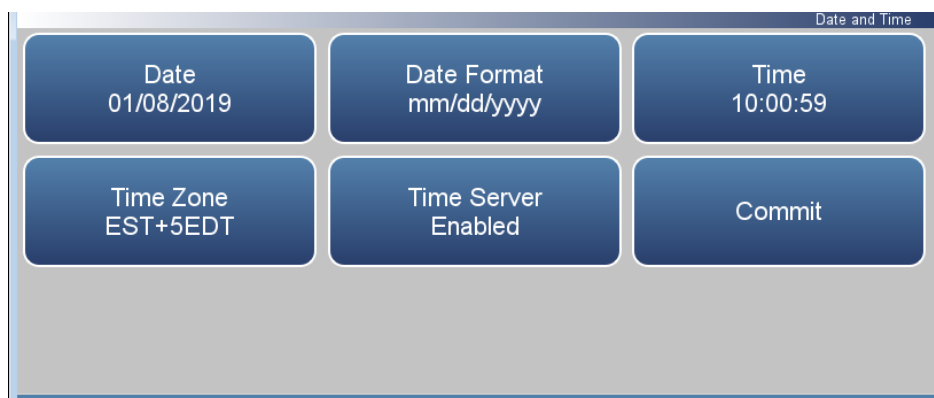 Date and Time
Date
01/08/2019
Date Format
mm/dd/yyyy
Time
10:00:59
Time Zone
EST+5EDT
Time Server
Enabled
Commit